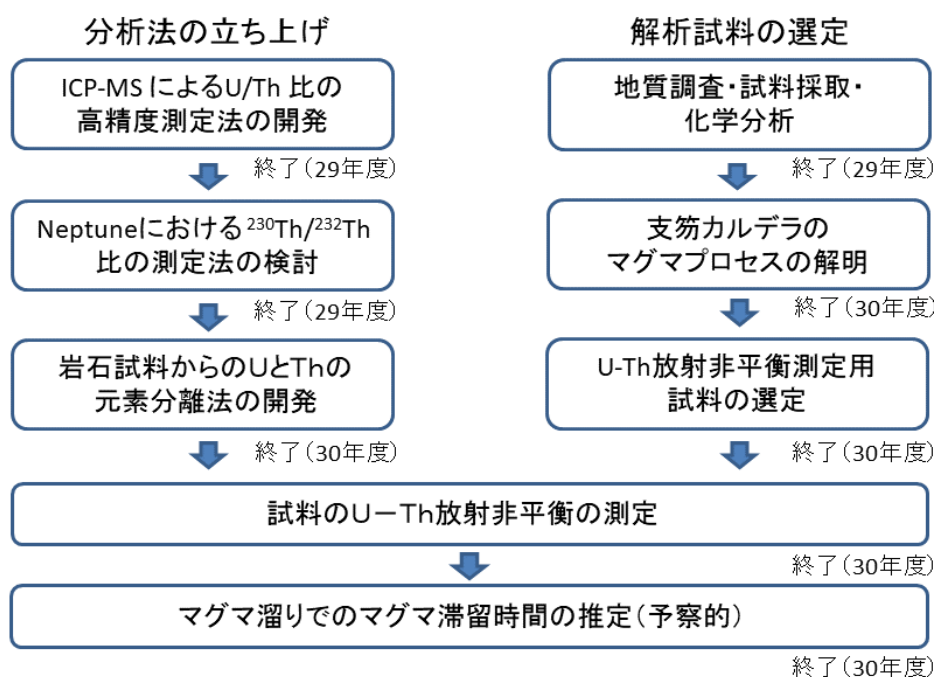 分析法の立ち上げ
ICP-MS によるU/Th 比の
高精度測定法の開発
終了(29年度)
Neptuneにおける²³⁰Th/²³²Th
比の測定法の検討
終了(29年度)
岩石試料からのUとThの
元素分離法の開発
終了(30年度)
解析試料の選定
地質調査・試料採取・
化学分析
終了(29年度)
支笏カルデラの
マグマプロセスの解明
終了(30年度)
U-Th放射非平衡測定用
試料の選定
終了(30年度)
試料のU－Th放射非平衡の測定
終了(30年度)
マグマ溜りでのマグマ滞留時間の推定(予察的)
終了(30年度)